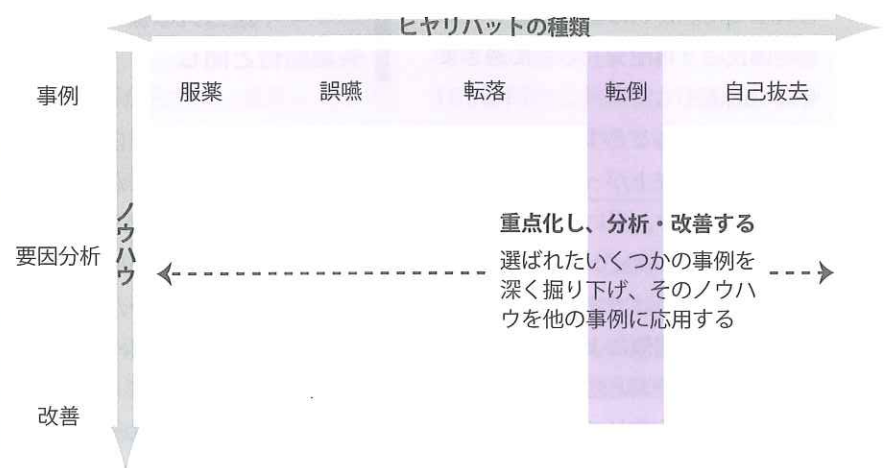 ヒヤリハットの種類
事例
服薬
誤嚥
転落
転倒
自己抜去
ノウハウ
要因分析
重点化し、分析・改善する
選ばれたいくつかの事例を
深く掘り下げ、そのノウハ
ウを他の事例に応用する
改善